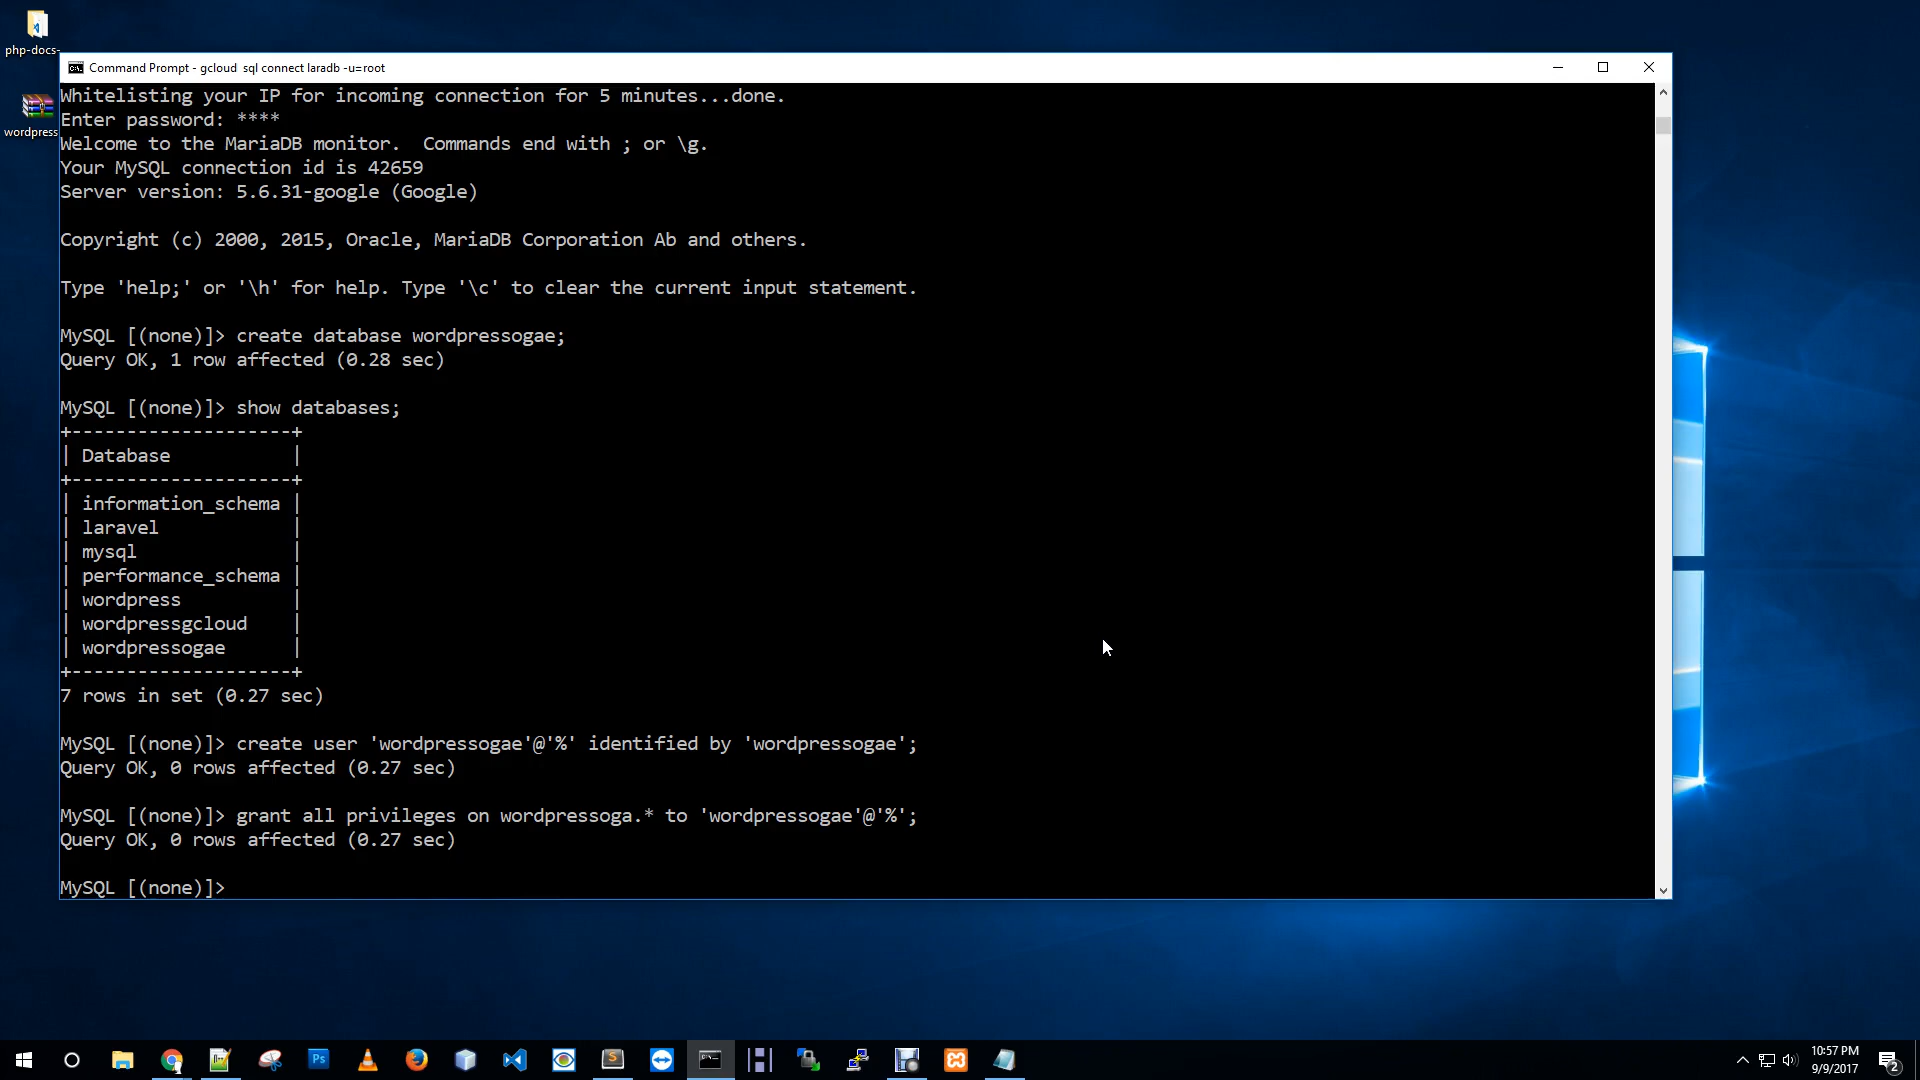 php-docs-
wordpress
Command Prompt - gcloud  sql connect laradb -u=root
Whitelisting your IP for incoming connection for 5 minutes...done.
Enter password: ****
Welcome to the MariaDB monitor.  Commands end with ; or \g.
Your MySQL connection id is 42659
Server version: 5.6.31-google (Google)
Copyright (c) 2000, 2015, Oracle, MariaDB Corporation Ab and others.
Type 'help;' or '\h' for help. Type '\c' to clear the current input statement.
MySQL [(none)]> create database wordpressogae;
Query OK, 1 row affected (0.28 sec)
MySQL [(none)]> show databases;
+--------------------+
| Database           |
+--------------------+
| information_schema |
| laravel            |
| mysql              |
| performance_schema |
| wordpress          |
| wordpressgcloud    |
| wordpressogae      |
+--------------------+
7 rows in set (0.27 sec)
MySQL [(none)]> create user 'wordpressogae'@'%' identified by 'wordpressogae';
Query OK, 0 rows affected (0.27 sec)
MySQL [(none)]> grant all privileges on wordpressoga.* to 'wordpressogae'@'%';
Query OK, 0 rows affected (0.27 sec)
MySQL [(none)]>
10:57 PM
9/9/2017
2